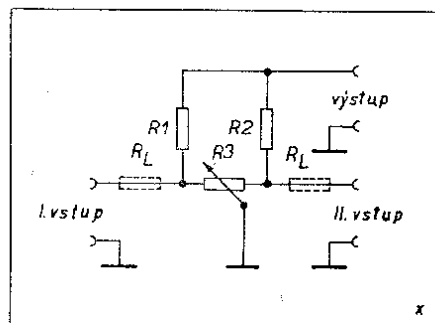 výstup
R1
R2
R_L
R3
R_L
I. vstup
II. vstup
x